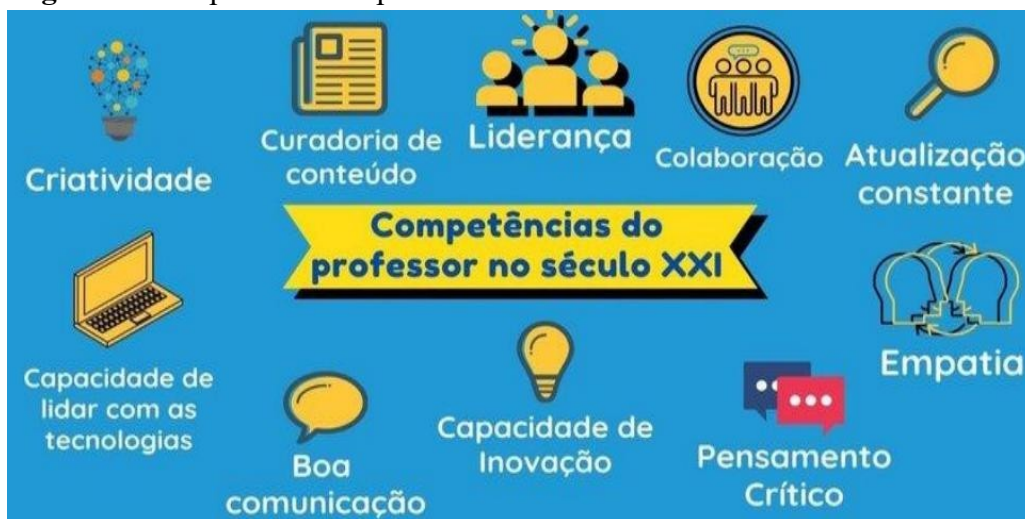 Criatividade
Curadoria de
conteúdo
Liderança
Colaboração
Atualização
constante
Competências do
professor no século XXI
Capacidade de
lidar com as
tecnologias
Boa
comunicação
Capacidade de
Inovação
Pensamento
Crítico
Empatia